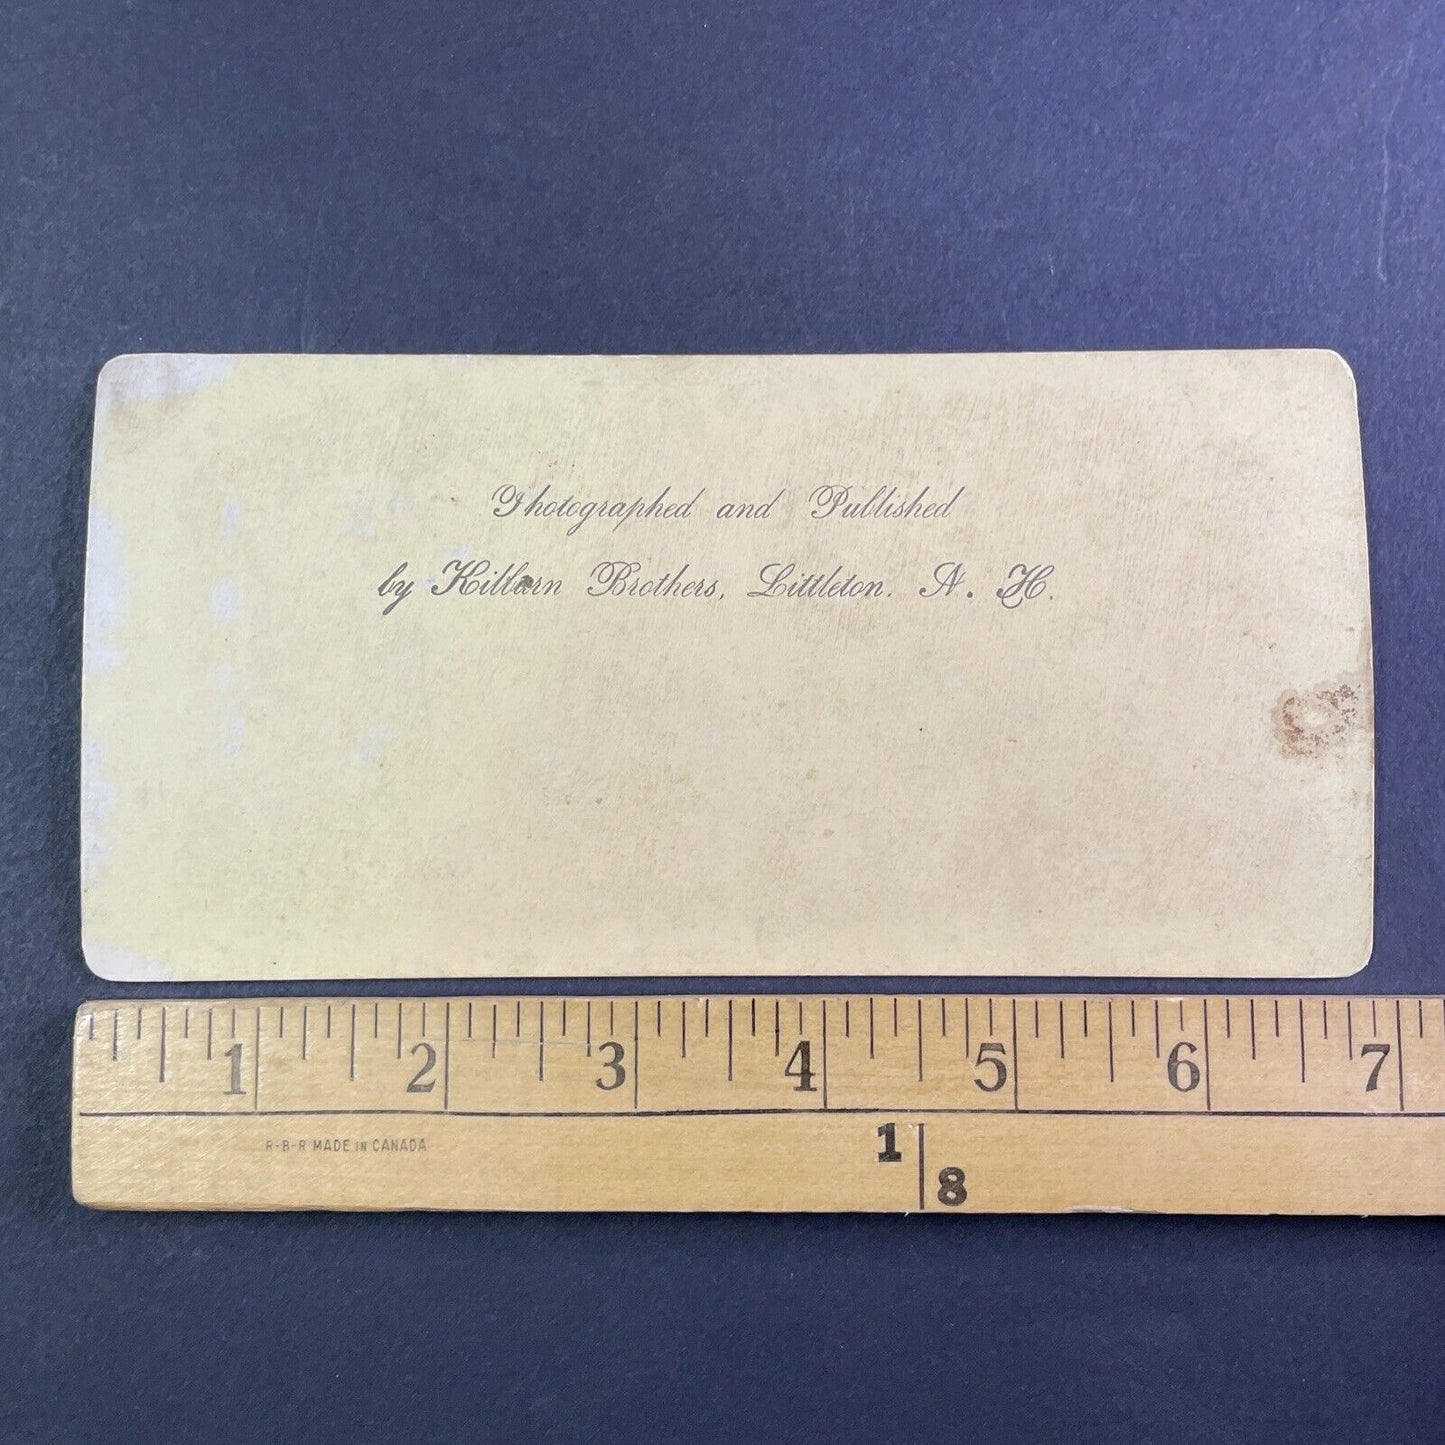 Photographed and Published
by Kilburn Brothers, Littleton. N. H.
1 2 3 4 5 6 7
R-B-R MADE IN CANADA
1
8